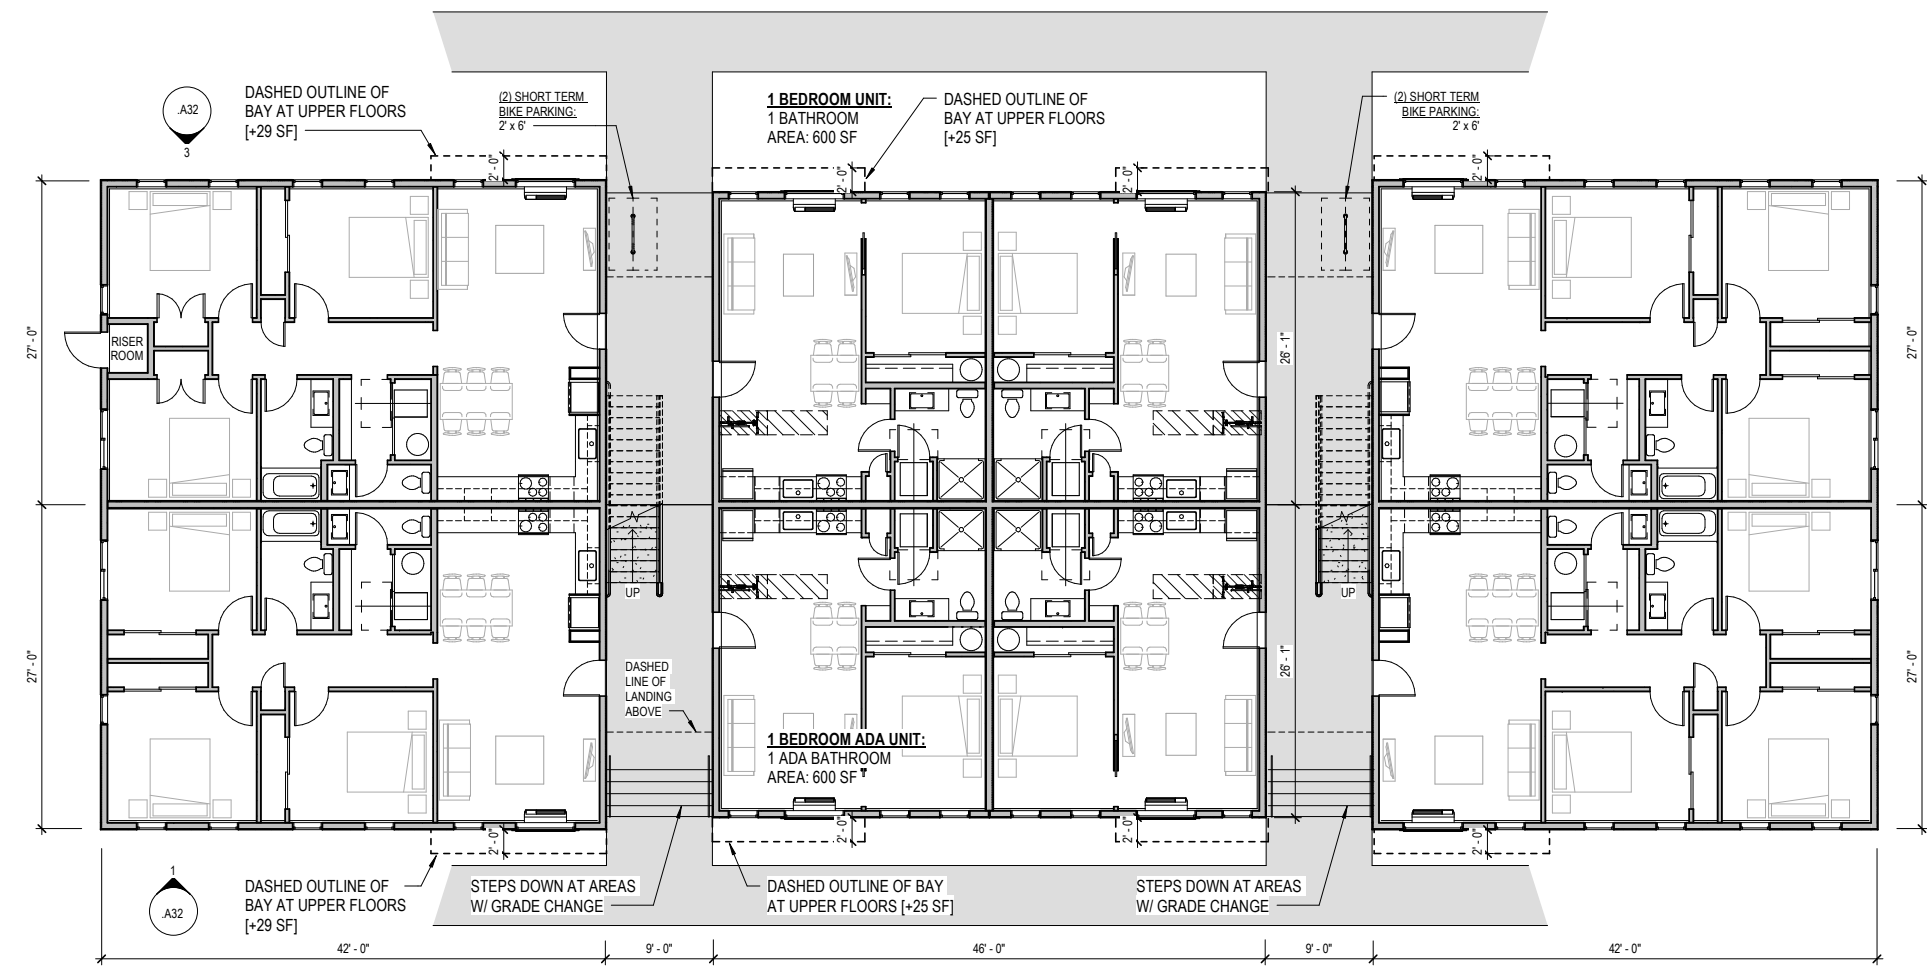 .A32
3
DASHED OUTLINE OF
BAY AT UPPER FLOORS
[+29 SF]
(2) SHORT TERM
BIKE PARKING:
2' x 6'
1 BEDROOM UNIT:
1 BATHROOM
AREA: 600 SF
DASHED OUTLINE OF
BAY AT UPPER FLOORS
[+25 SF]
(2) SHORT TERM
BIKE PARKING:
2' x 6'
2' - 0"
2' - 0"
2' - 0"
2' - 0"
27' - 0"
RISER
ROOM
26' - 1"
27' - 0"
UP
UP
27' - 0"
DASHED
LINE OF
LANDING
ABOVE
26' - 1"
27' - 0"
1 BEDROOM ADA UNIT:
1 ADA BATHROOM
AREA: 600 SF
2' - 0"
2' - 0"
2' - 0"
2' - 0"
1
.A32
DASHED OUTLINE OF
BAY AT UPPER FLOORS
[+29 SF]
STEPS DOWN AT AREAS
W/ GRADE CHANGE
DASHED OUTLINE OF BAY
AT UPPER FLOORS [+25 SF]
STEPS DOWN AT AREAS
W/ GRADE CHANGE
42' - 0"
9' - 0"
46' - 0"
9' - 0"
42' - 0"